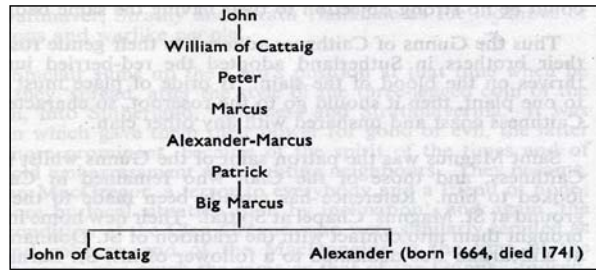 John
William of Cattaig
Peter
Marcus
Alexander-Marcus
Patrick
Big Marcus
John of Cattaig Alexander (born 1664, died 1741)